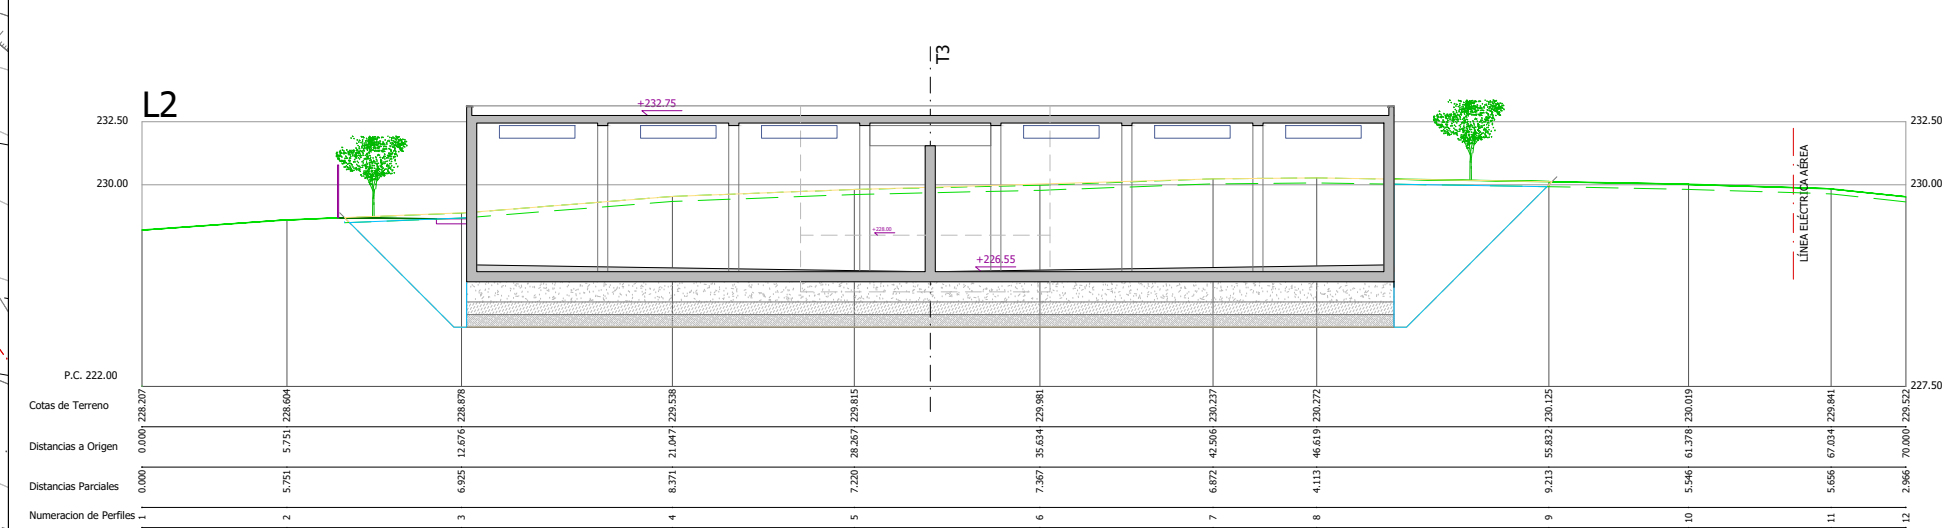 T3
L2
+232.75
232.50
232.50
230.00
230.00
LÍNEA ELÉCTRICA AÉREA
+228.00
+226.55
P.C. 222.00
227.50
Cotas de Terreno 228.207 228.604 228.878 229.538 229.815 229.981 230.237 230.272 230.125 230.019 229.841 229.522
Distancias a Origen 0.000 5.751 12.676 21.047 28.267 35.634 42.506 46.619 55.832 61.378 67.034 70.000
Distancias Parciales 0.000 5.751 6.925 8.371 7.220 7.367 6.872 4.113 9.213 5.546 5.656 2.966
Numeracion de Perfiles 1 2 3 4 5 6 7 8 9 10 11 12